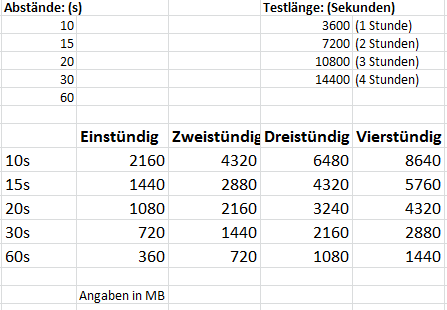 Abstände: (s) Testlänge: (Sekunden)
10 3600 (1 Stunde)
15 7200 (2 Stunden)
20 10800 (3 Stunden)
30 14400 (4 Stunden)
60
Einstündig Zweistündig Dreistündig Vierstündig
10s 2160 4320 6480 8640
15s 1440 2880 4320 5760
20s 1080 2160 3240 4320
30s 720 1440 2160 2880
60s 360 720 1080 1440
Angaben in MB